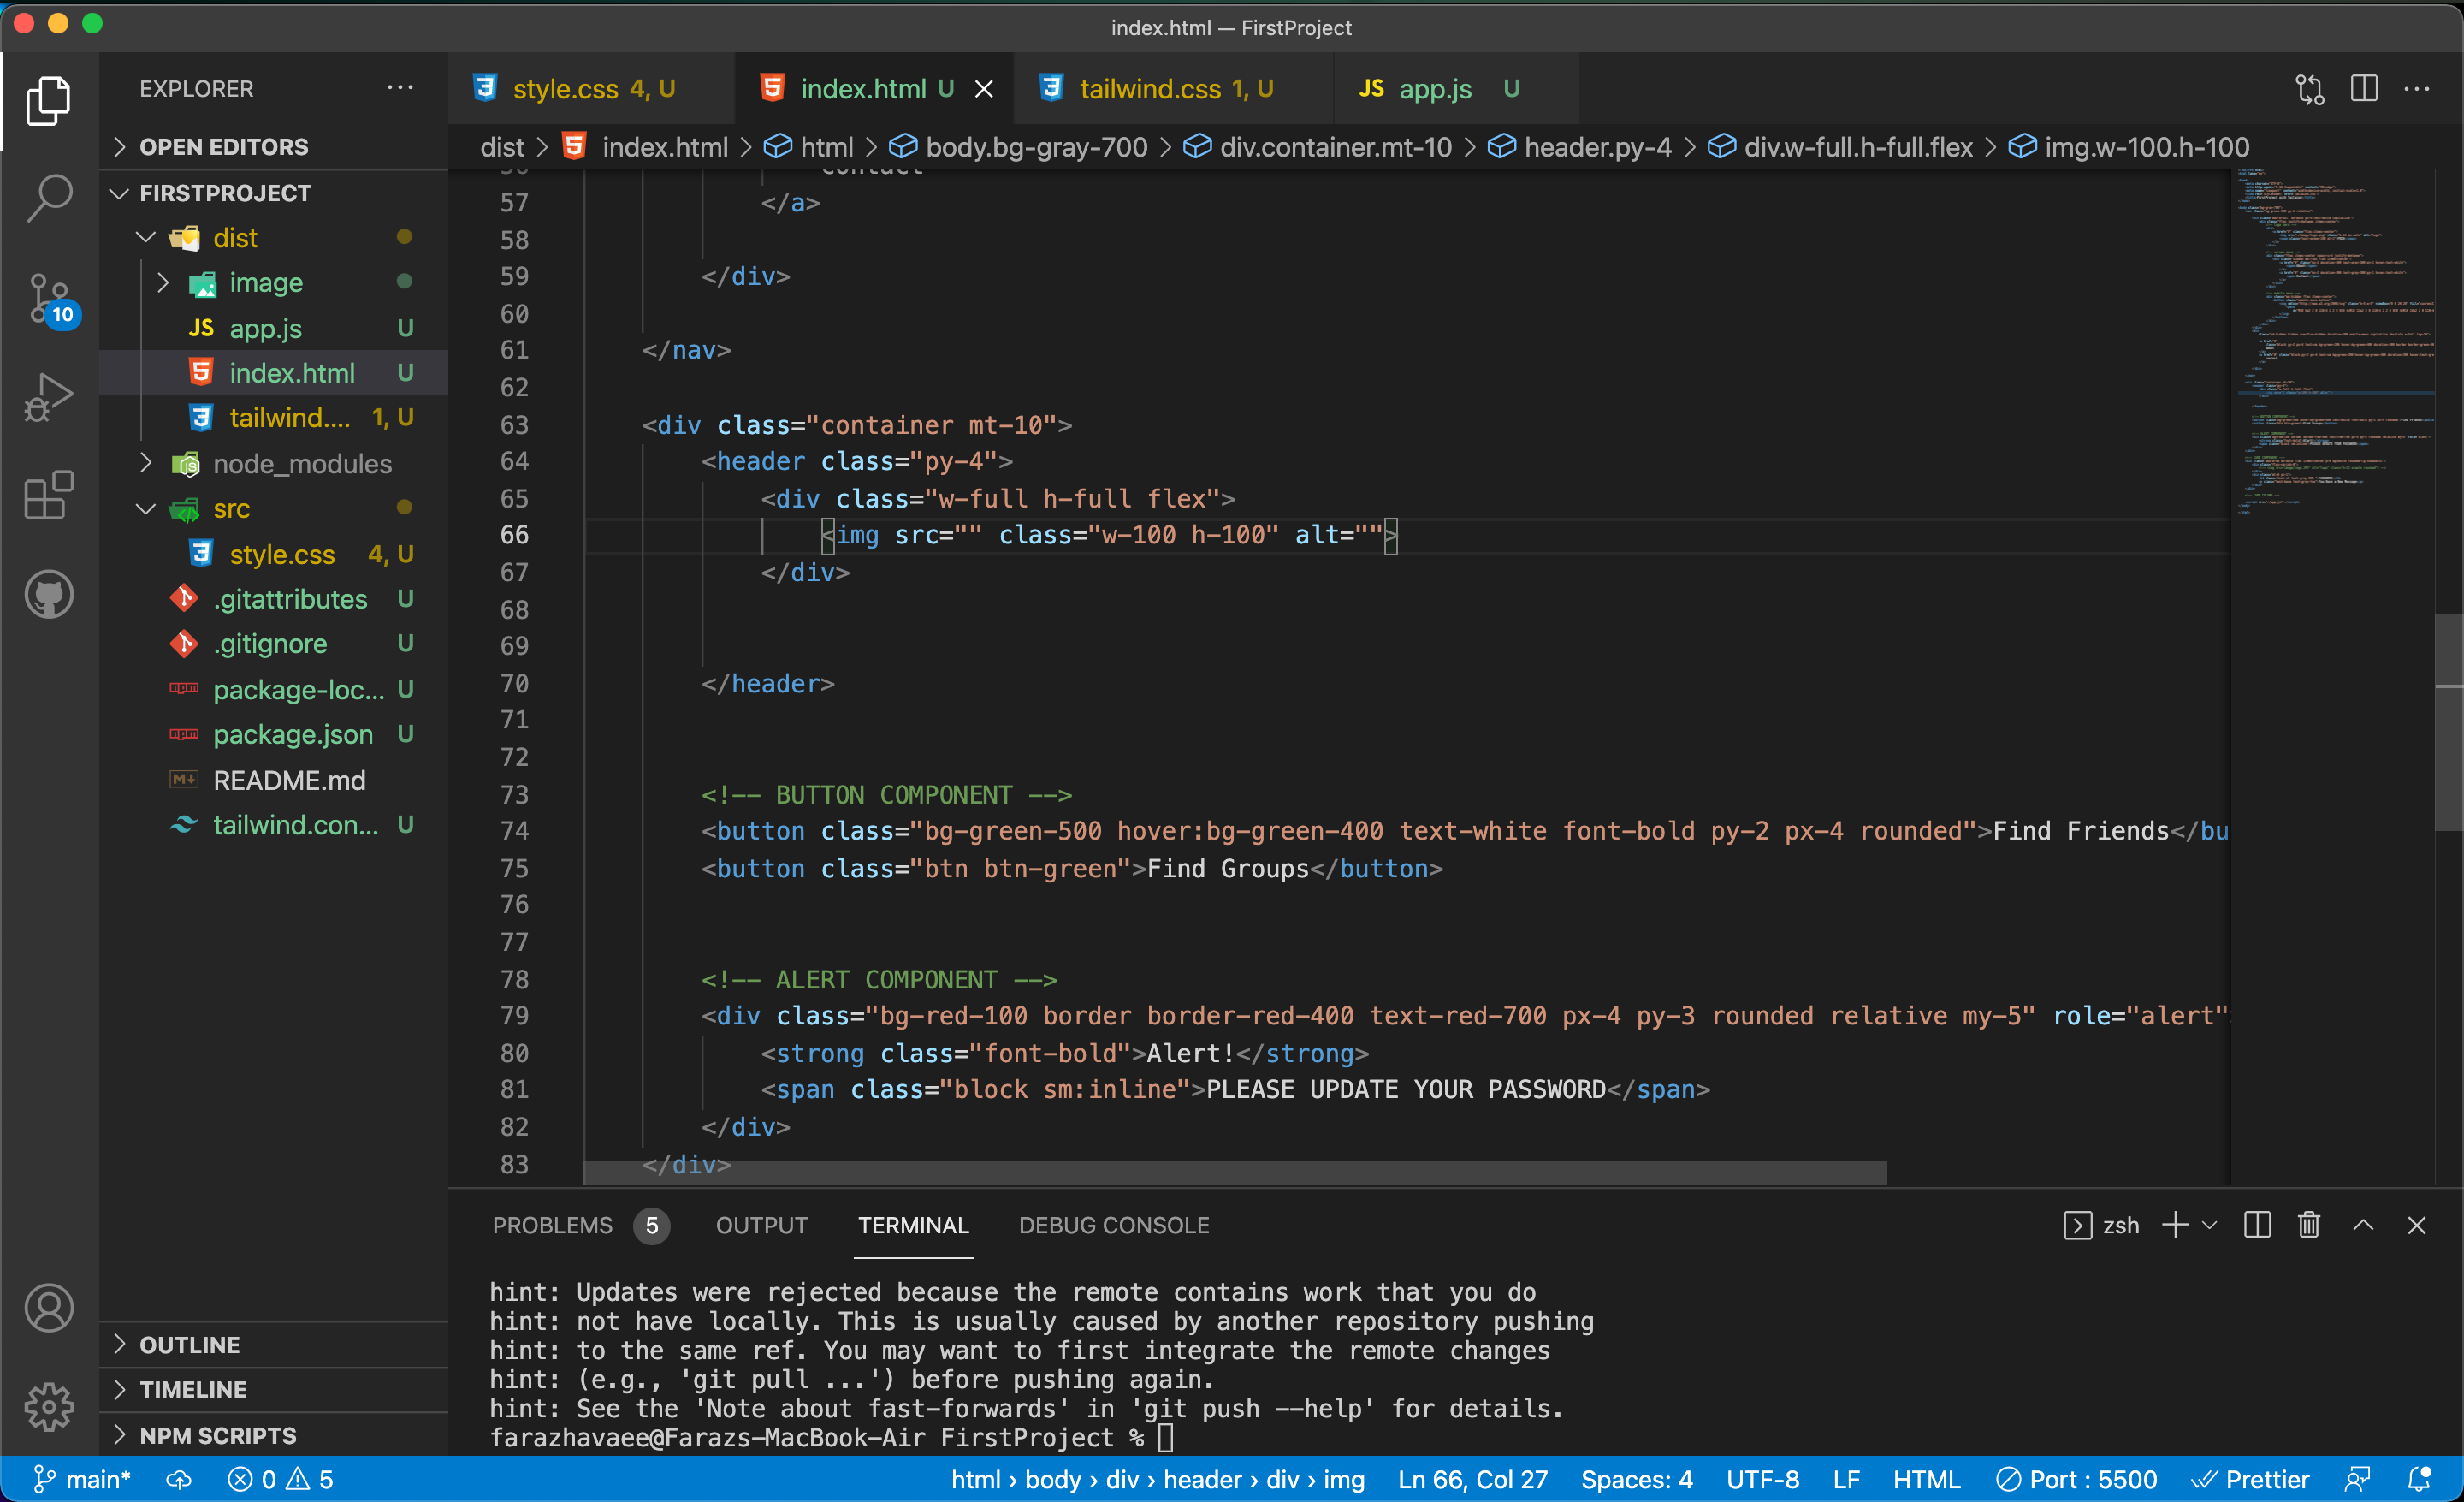 index.html — FirstProject
EXPLORER
style.css 4, U
index.html U
tailwind.css 1, U
JS app.js U
OPEN EDITORS
dist > index.html > html > body.bg-gray-700 > div.container.mt-10 > header.py-4 > div.w-full.h-full.flex > img.w-100.h-100
FIRSTPROJECT
dist
image
JS app.js U
index.html U
tailwind.... 1, U
node_modules
src
style.css 4, U
.gitattributes U
.gitignore U
package-loc... U
package.json U
README.md
tailwind.con... U
10
OUTLINE
TIMELINE
NPM SCRIPTS
56 contact
57 </a>
58
59 </div>
60
61 </nav>
62
63 <div class="container mt-10">
64 <header class="py-4">
65 <div class="w-full h-full flex">
66 <img src="" class="w-100 h-100" alt="">
67 </div>
68
69
70 </header>
71
72
73 <!-- BUTTON COMPONENT -->
74 <button class="bg-green-500 hover:bg-green-400 text-white font-bold py-2 px-4 rounded">Find Friends</bu
75 <button class="btn btn-green">Find Groups</button>
76
77
78 <!-- ALERT COMPONENT -->
79 <div class="bg-red-100 border border-red-400 text-red-700 px-4 py-3 rounded relative my-5" role="alert"
80 <strong class="font-bold">Alert!</strong>
81 <span class="block sm:inline">PLEASE UPDATE YOUR PASSWORD</span>
82 </div>
83 </div>
PROBLEMS 5 OUTPUT TERMINAL DEBUG CONSOLE
zsh
hint: Updates were rejected because the remote contains work that you do
hint: not have locally. This is usually caused by another repository pushing
hint: to the same ref. You may want to first integrate the remote changes
hint: (e.g., 'git pull ...') before pushing again.
hint: See the 'Note about fast-forwards' in 'git push --help' for details.
farazhavaee@Farazs-MacBook-Air FirstProject %
main* 0 5 html › body › div › header › div › img Ln 66, Col 27 Spaces: 4 UTF-8 LF HTML Port : 5500 Prettier